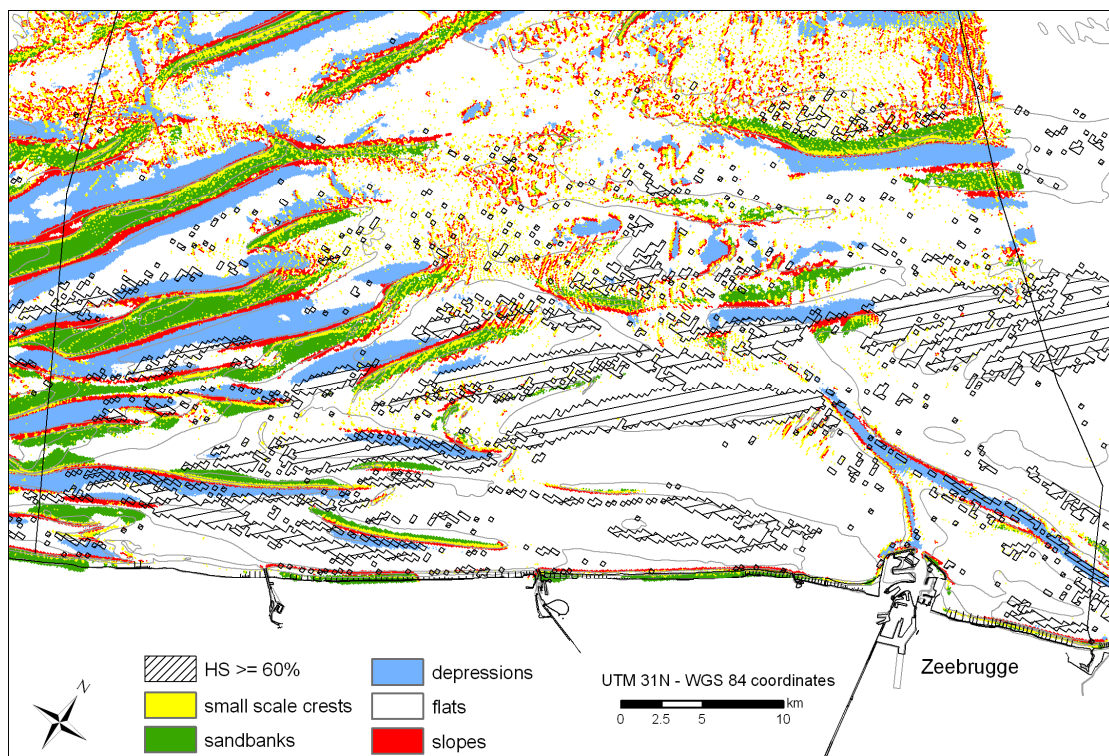 HS >= 60%
small scale crests
sandbanks
depressions
flats
slopes
UTM 31N - WGS 84 coordinates
km
0 2.5 5 10
Zeebrugge
N